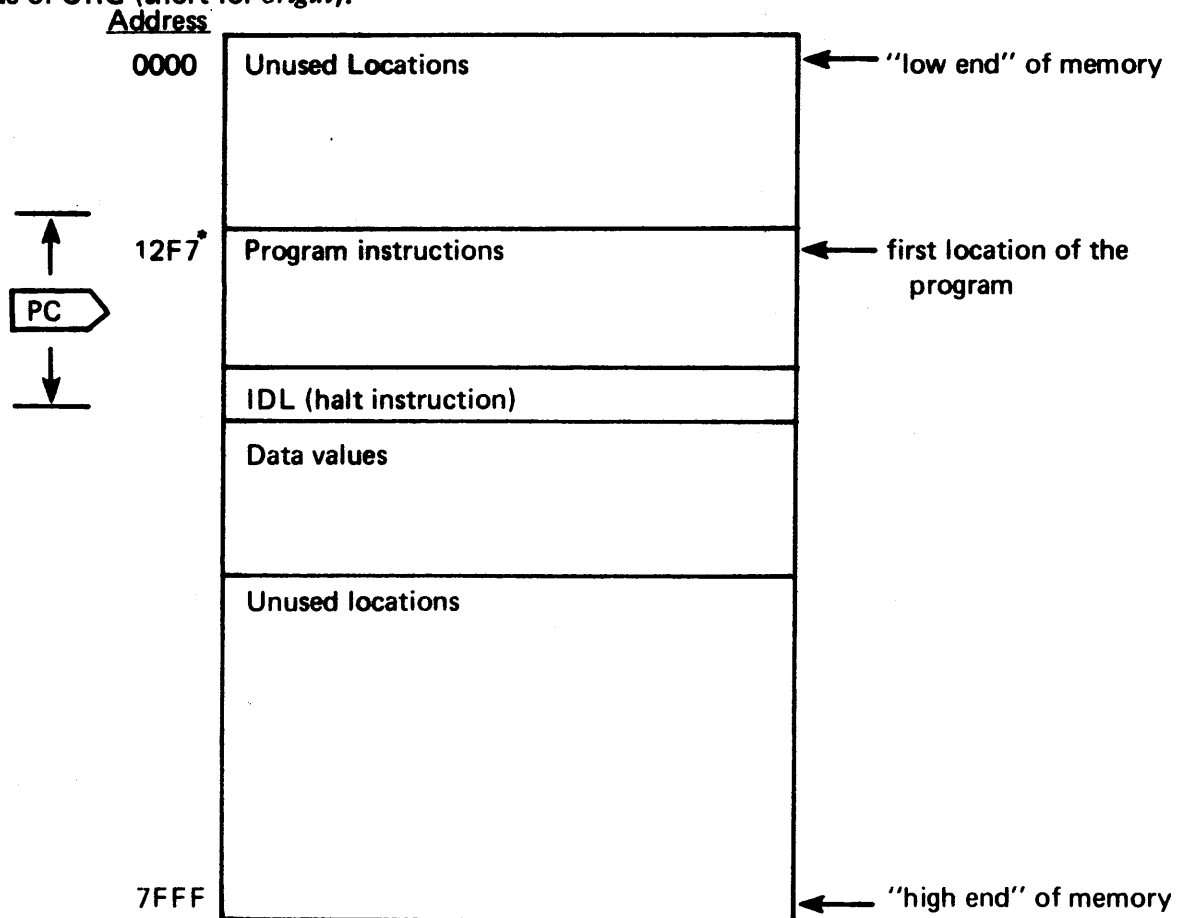 Address
0000 Unused Locations "low end" of memory
12F7* Program instructions first location of the
program
PC
IDL (halt instruction)
Data values
Unused locations
7FFF "high end" of memory